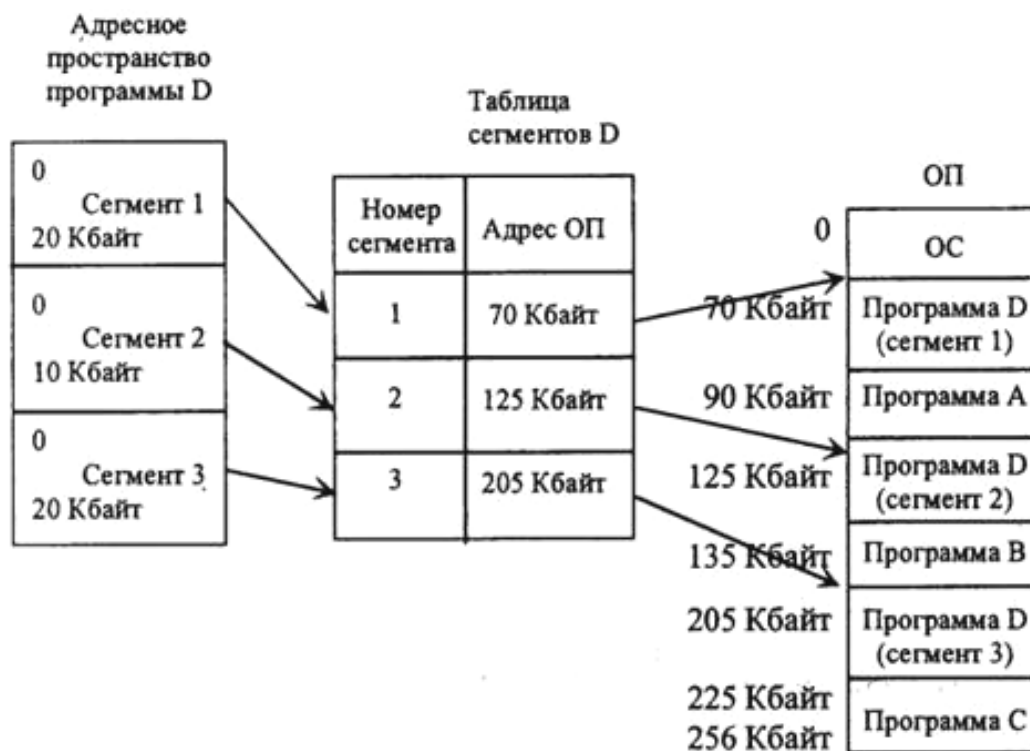 Адресное
пространство
программы D
0
Сегмент 1
20 Кбайт
0
Сегмент 2
10 Кбайт
0
Сегмент 3
20 Кбайт
Таблица
сегментов D
Номер
сегмента
Адрес ОП
1
70 Кбайт
2
125 Кбайт
3
205 Кбайт
ОП
0
ОС
70 Кбайт
Программа D
(сегмент 1)
90 Кбайт
Программа А
125 Кбайт
Программа D
(сегмент 2)
135 Кбайт
Программа В
205 Кбайт
Программа D
(сегмент 3)
225 Кбайт
256 Кбайт
Программа С